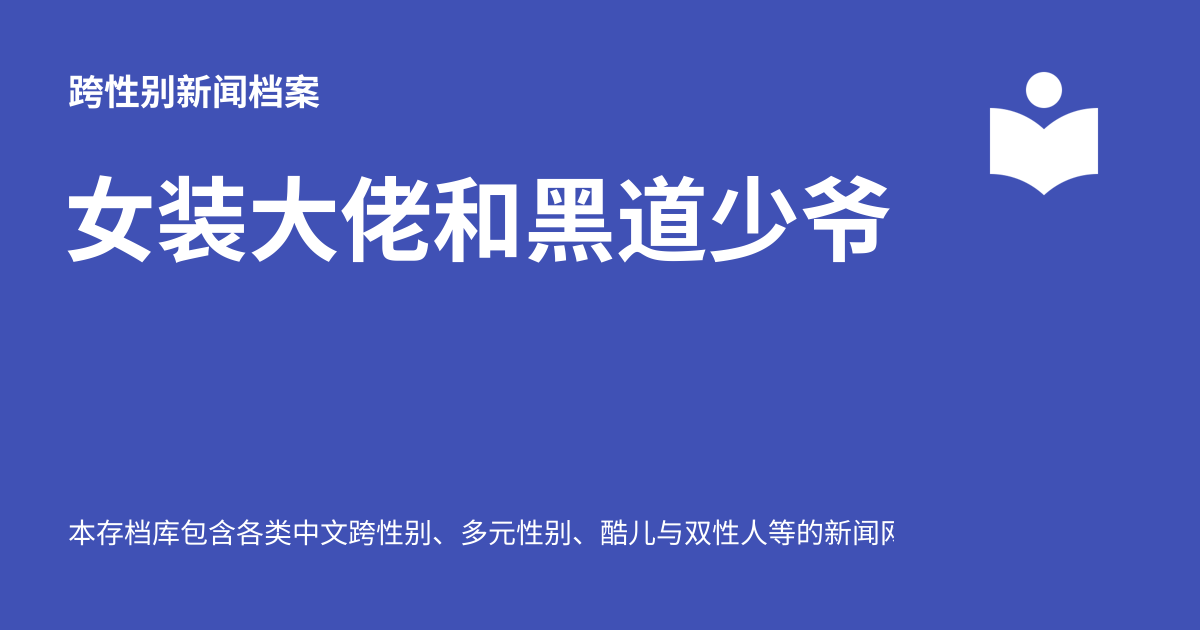 跨性别新闻档案
女装大佬和黑道少爷
本存档库包含各类中文跨性别、多元性别、酷儿与双性人等的新闻